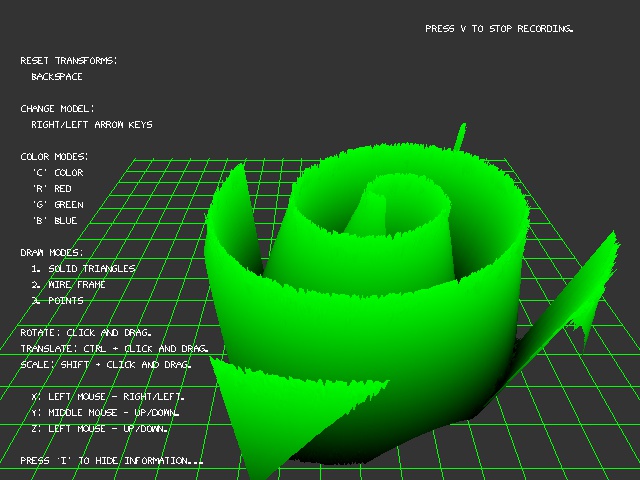 PRESS V TO STOP RECORDING.
RESET TRANSFORMS:
BACKSPACE
CHANGE MODEL:
RIGHT/LEFT ARROW KEYS
COLOR MODES:
'C' COLOR
'R' RED
'G' GREEN
'B' BLUE
DRAW MODES:
1. SOLID TRIANGLES
2. WIRE FRAME
3. POINTS
ROTATE: CLICK AND DRAG.
TRANSLATE: CTRL + CLICK AND DRAG.
SCALE: SHIFT + CLICK AND DRAG.
X: LEFT MOUSE - RIGHT/LEFT.
Y: MIDDLE MOUSE - UP/DOWN.
Z: LEFT MOUSE - UP/DOWN.
PRESS 'I' TO HIDE INFORMATION...